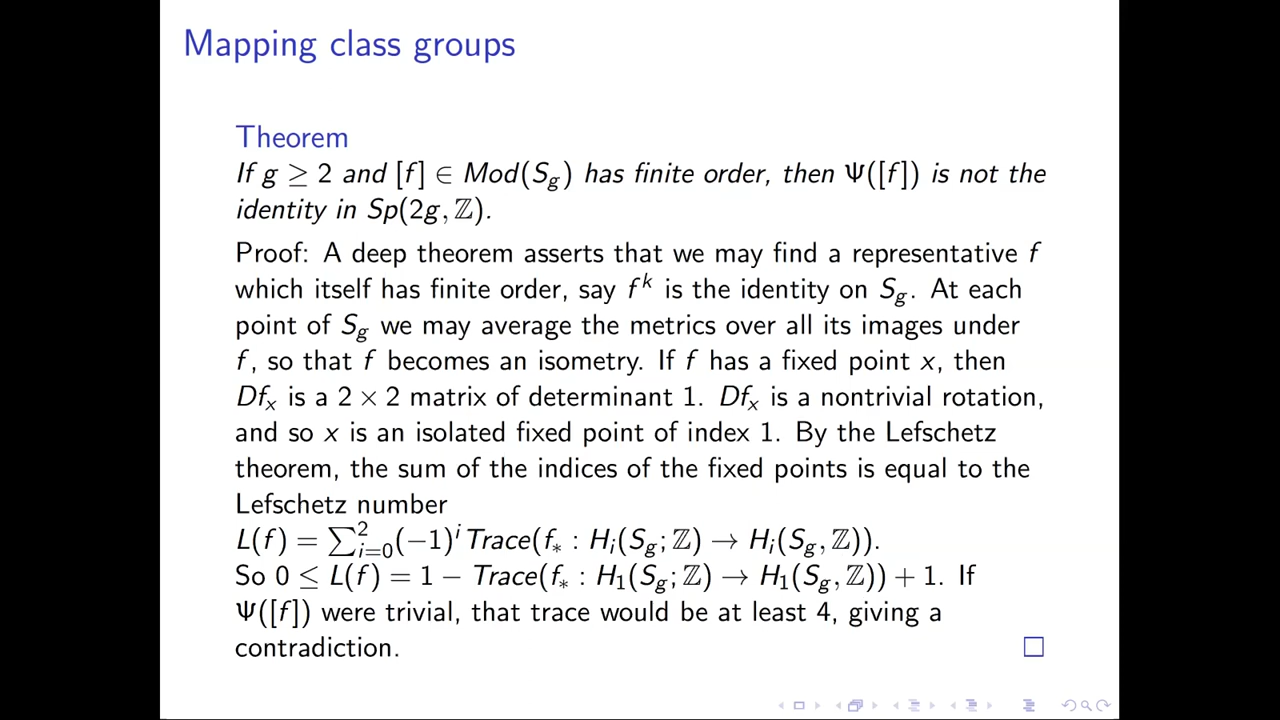 Mapping class groups
Theorem
If g ≥ 2 and [f] ∈ Mod(S_g) has finite order, then Ψ([f]) is not the
identity in Sp(2g, ℤ).
Proof: A deep theorem asserts that we may find a representative f
which itself has finite order, say f^k is the identity on S_g. At each
point of S_g we may average the metrics over all its images under
f, so that f becomes an isometry. If f has a fixed point x, then
Df_x is a 2 × 2 matrix of determinant 1. Df_x is a nontrivial rotation,
and so x is an isolated fixed point of index 1. By the Lefschetz
theorem, the sum of the indices of the fixed points is equal to the
Lefschetz number
L(f) = ∑_{i=0}^{2}(−1)^i Trace(f_* : H_i(S_g; ℤ) → H_i(S_g, ℤ)).
So 0 ≤ L(f) = 1 − Trace(f_* : H_1(S_g; ℤ) → H_1(S_g, ℤ)) + 1. If
Ψ([f]) were trivial, that trace would be at least 4, giving a
contradiction. □